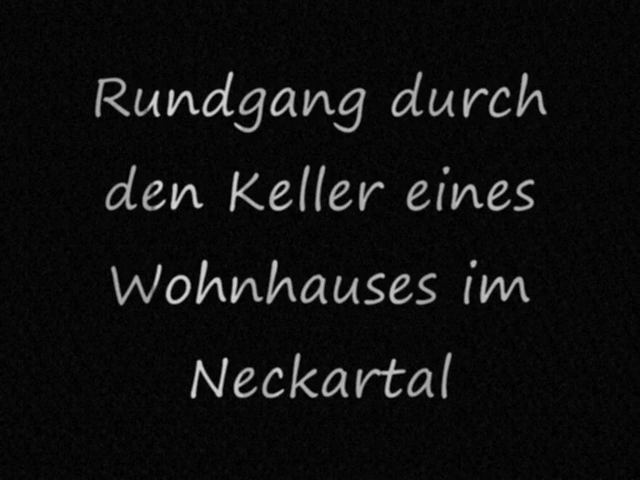 Rundgang durch
den Keller eines
Wohnhauses im
Neckartal